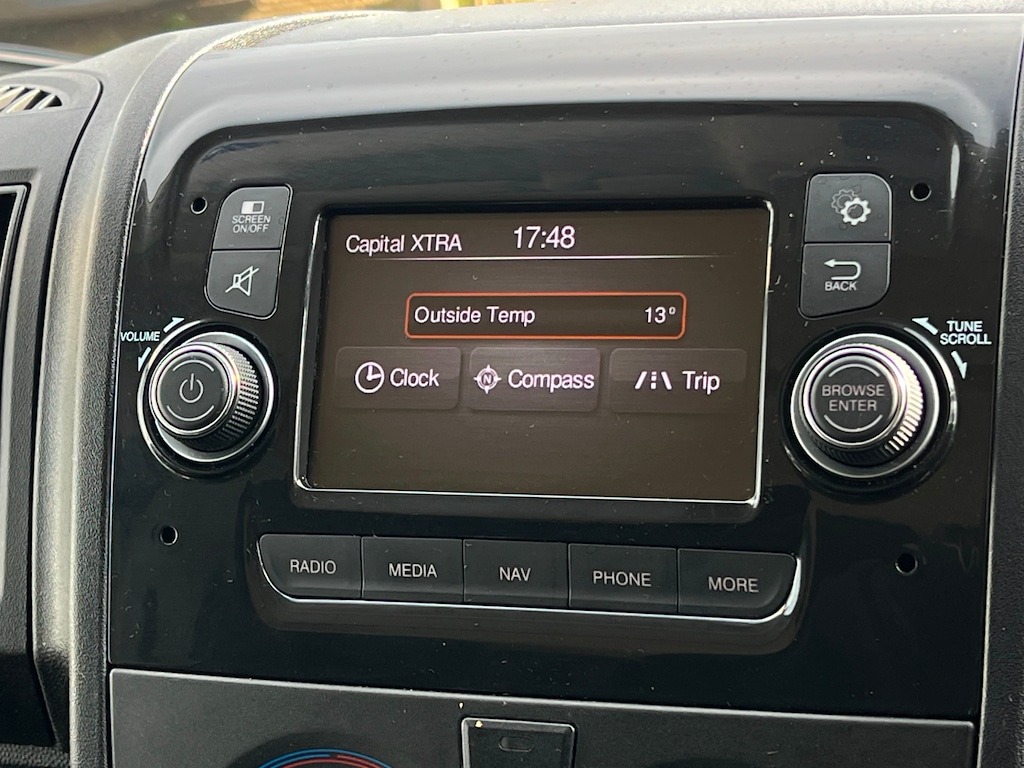 SCREEN
ON/OFF
Capital XTRA 17:48
BACK
VOLUME
Outside Temp 13°
TUNE
SCROLL
Clock N Compass Trip
BROWSE
ENTER
RADIO MEDIA NAV PHONE MORE